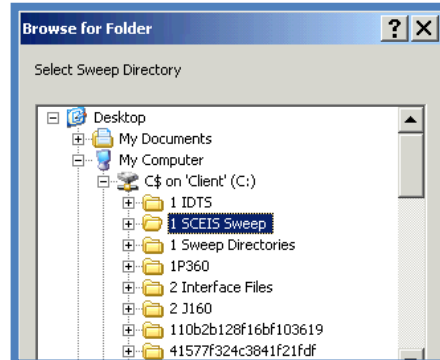 Browse for Folder
Select Sweep Directory
Desktop
My Documents
My Computer
C$ on 'Client' (C:)
1 IDTS
1 SCEIS Sweep
1 Sweep Directories
1P360
2 Interface Files
2 J160
110b2b128f16bf103619
41577f324c3841f21fdf